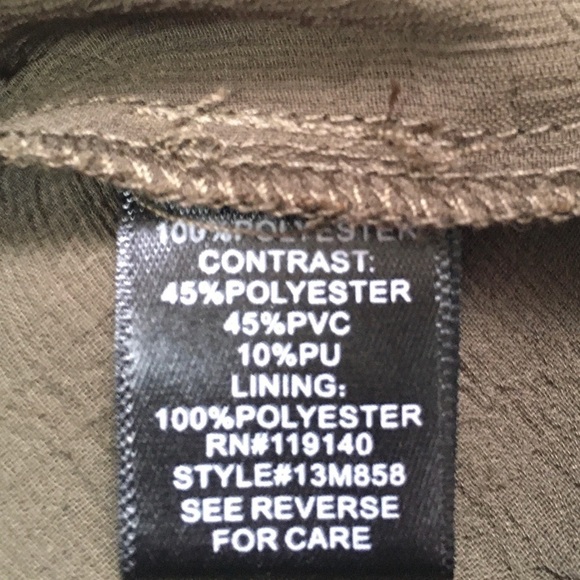 100%POLYESTER
CONTRAST:
45%POLYESTER
45%PVC
10%PU
LINING:
100%POLYESTER
RN#119140
STYLE#13M858
SEE REVERSE
FOR CARE